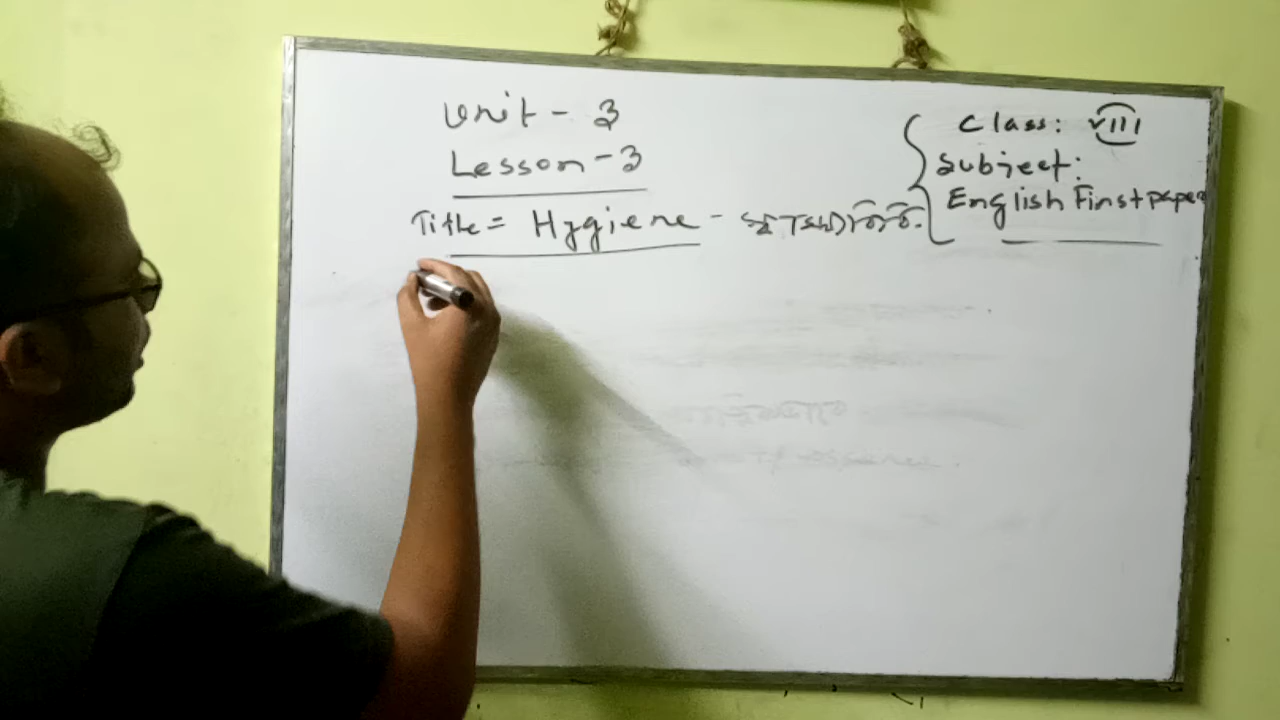 Unit - 3
Lesson - 3
Title = Hygiene - স্বাস্থ্যবিধি.
Class: VIII
Subject:
English First paper